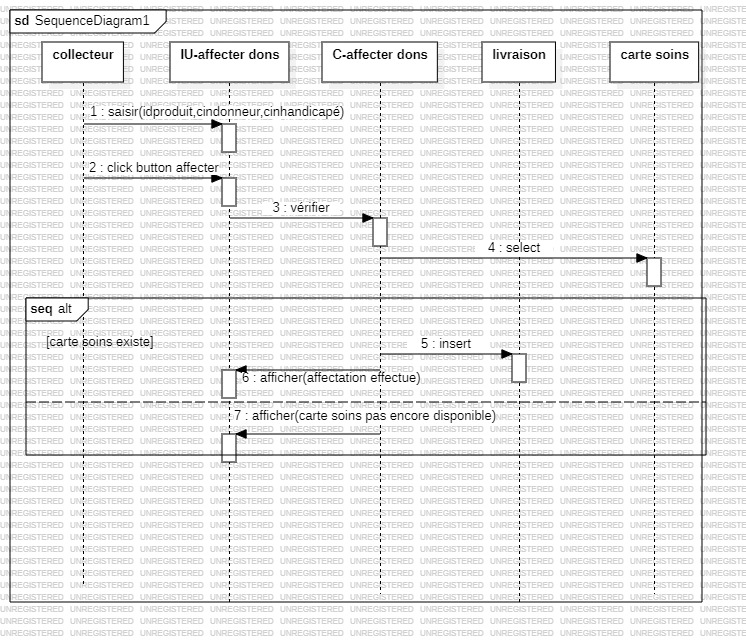 sd SequenceDiagram1
collecteur
IU-affecter dons
C-affecter dons
livraison
carte soins
1 : saisir(idproduit,cindonneur,cinhandicapé)
2 : click button affecter
3 : vérifier
4 : select
seq alt
[carte soins existe]
5 : insert
6 : afficher(affectation effectue)
7 : afficher(carte soins pas encore disponible)
UNREGISTERED